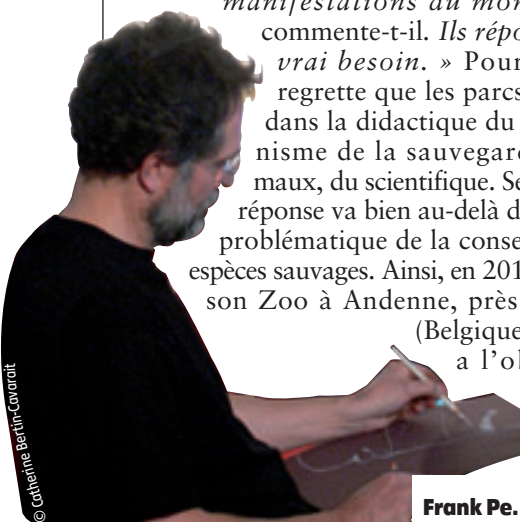 manifestations du mon
commente-t-il. Ils répo
vrai besoin. » Pour
regrette que les parcs
dans la didactique du
nisme de la sauvegar
maux, du scientifique. Se
réponse va bien au-delà d
problématique de la conse
espèces sauvages. Ainsi, en 201
son Zoo à Andenne, près
(Belgique
a l'o
© Catherine Bertin-Cavarait
Frank Pe.